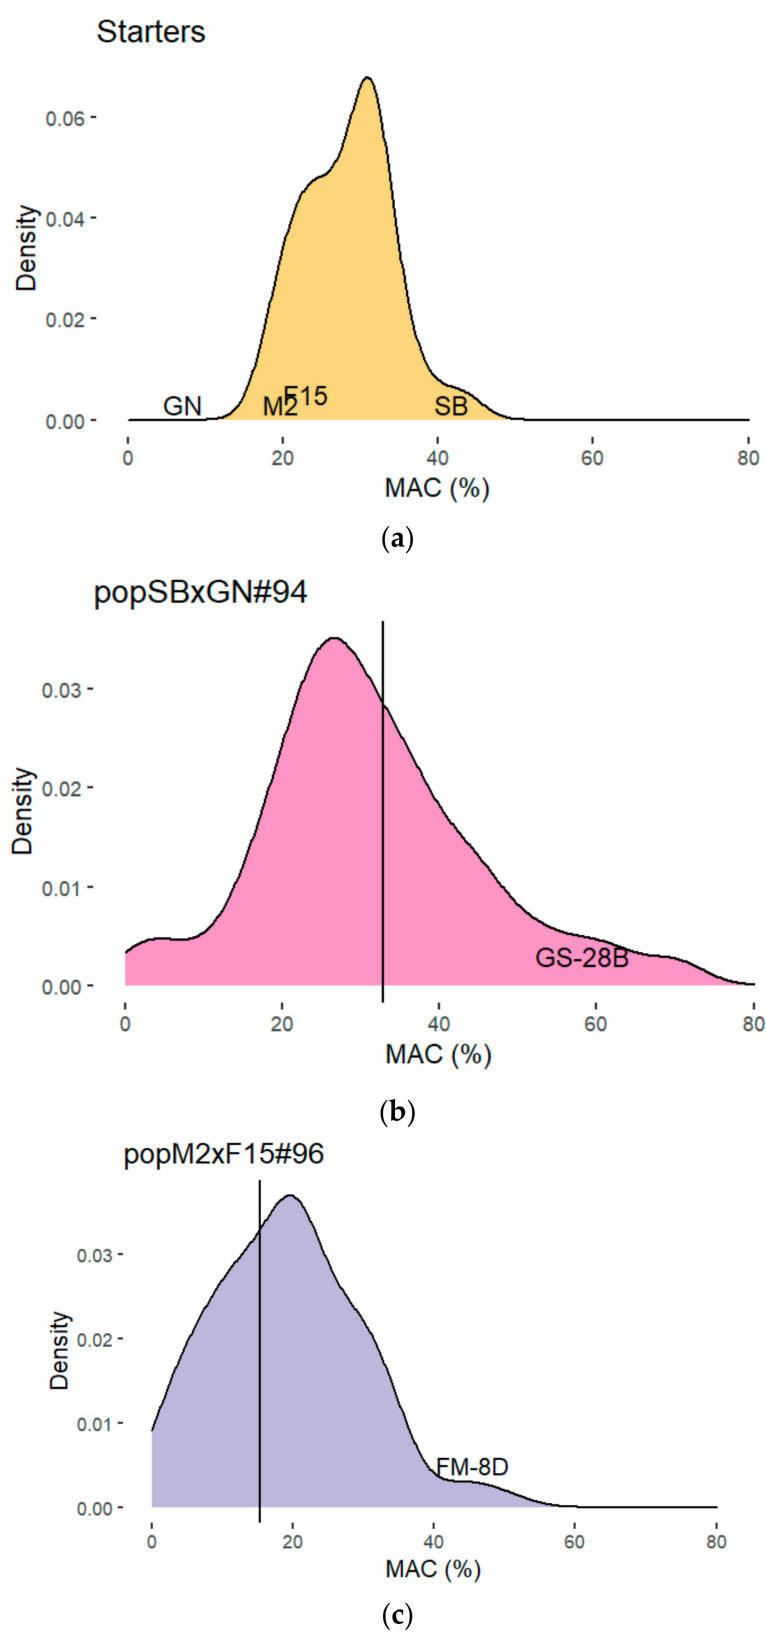 Starters
Density
0.06
0.04
0.02
0.00
GN
M2
F15
SB
0 20 40 60 80
MAC (%)
(a)
popSBxGN#94
Density
0.03
0.02
0.01
0.00
GS-28B
0 20 40 60 80
MAC (%)
(b)
popM2xF15#96
Density
0.03
0.02
0.01
0.00
FM-8D
0 20 40 60 80
MAC (%)
(c)